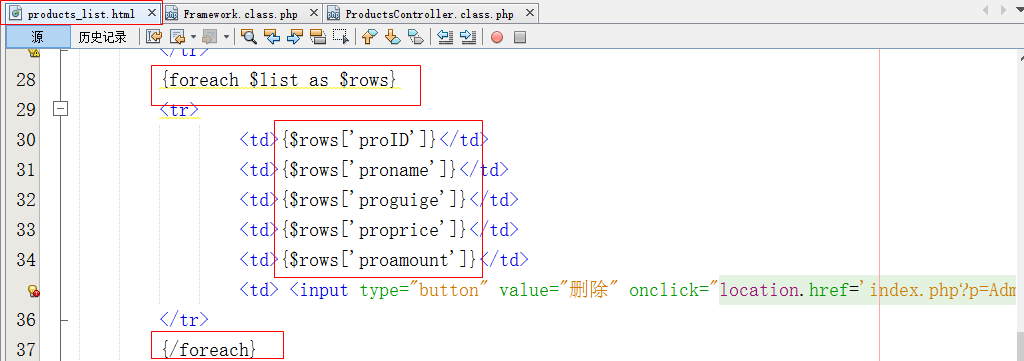 products_list.html × Framework.class.php × ProductsController.class.php ×
源 历史记录
</tr>
28 {foreach $list as $rows}
29 <tr>
30 <td>{$rows['proID']}</td>
31 <td>{$rows['proname']}</td>
32 <td>{$rows['proguige']}</td>
33 <td>{$rows['proprice']}</td>
34 <td>{$rows['proamount']}</td>
<td> <input type="button" value="删除" onclick="location.href='index.php?p=Adm
36 </tr>
37 {/foreach}